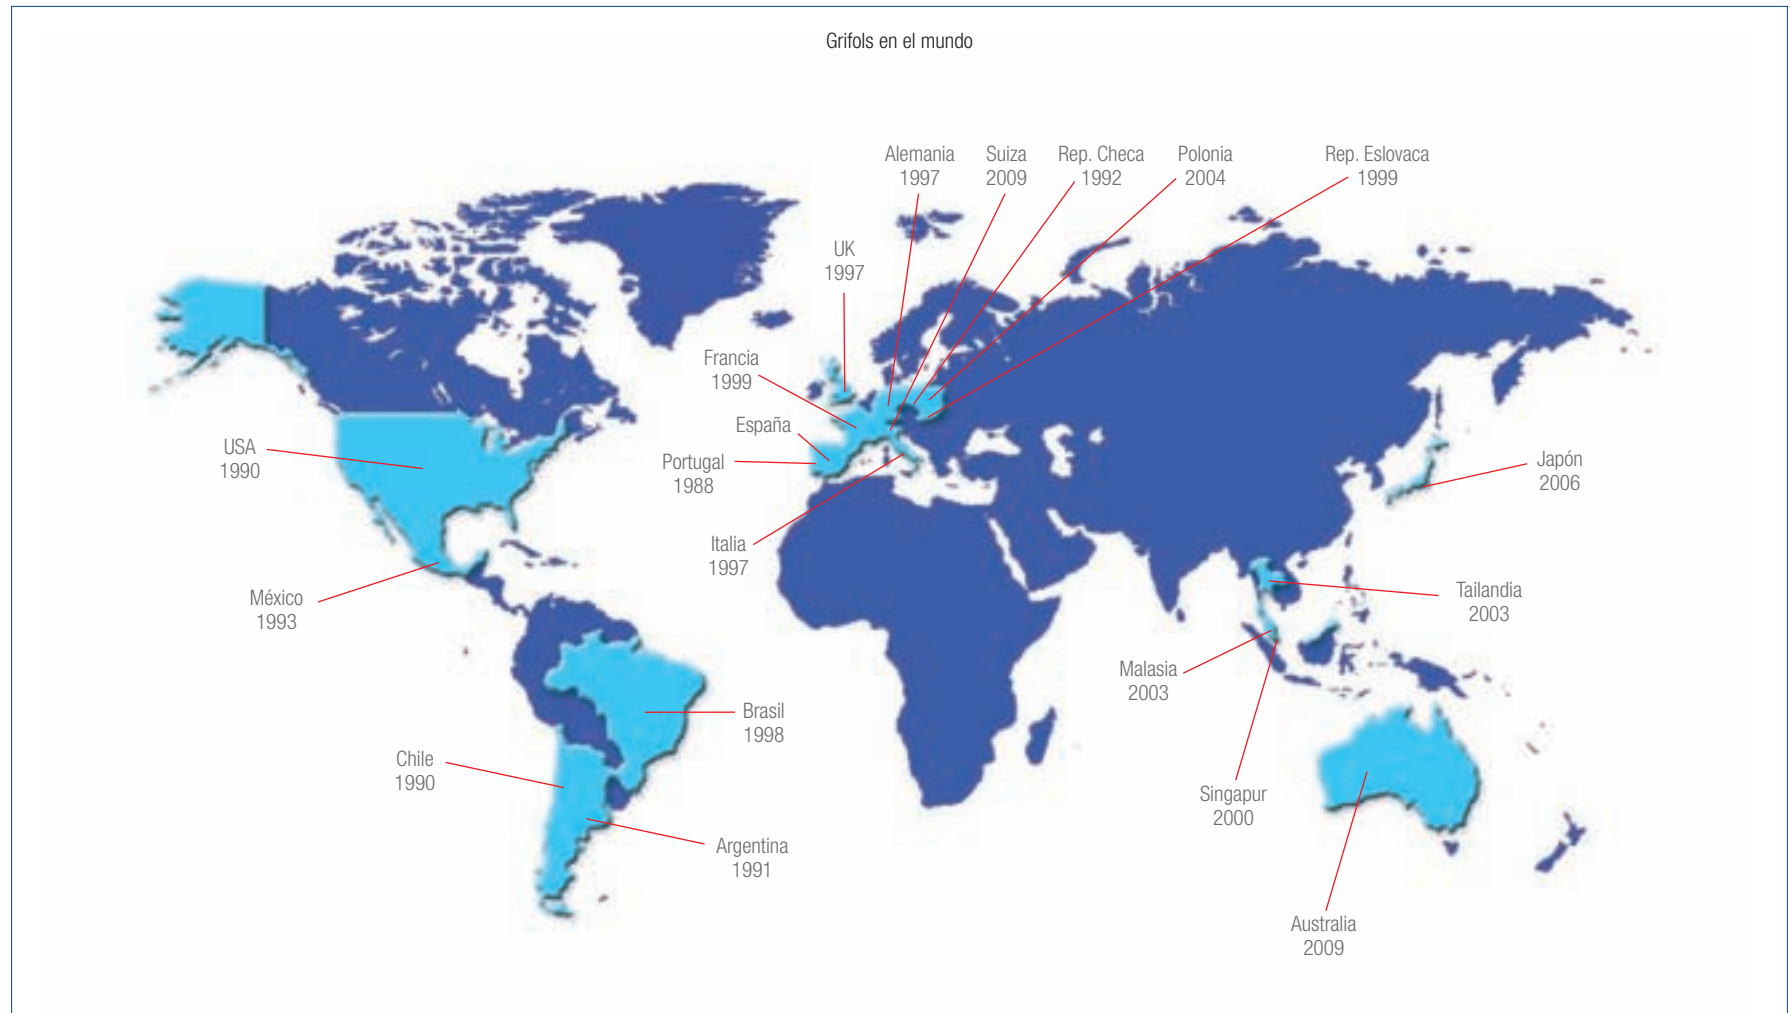 Grifols en el mundo
Alemania
1997
Suiza
2009
Rep. Checa
1992
Polonia
2004
Rep. Eslovaca
1999
UK
1997
Francia
1999
España
Portugal
1988
Italia
1997
USA
1990
México
1993
Brasil
1998
Chile
1990
Argentina
1991
Japón
2006
Tailandia
2003
Malasia
2003
Singapur
2000
Australia
2009